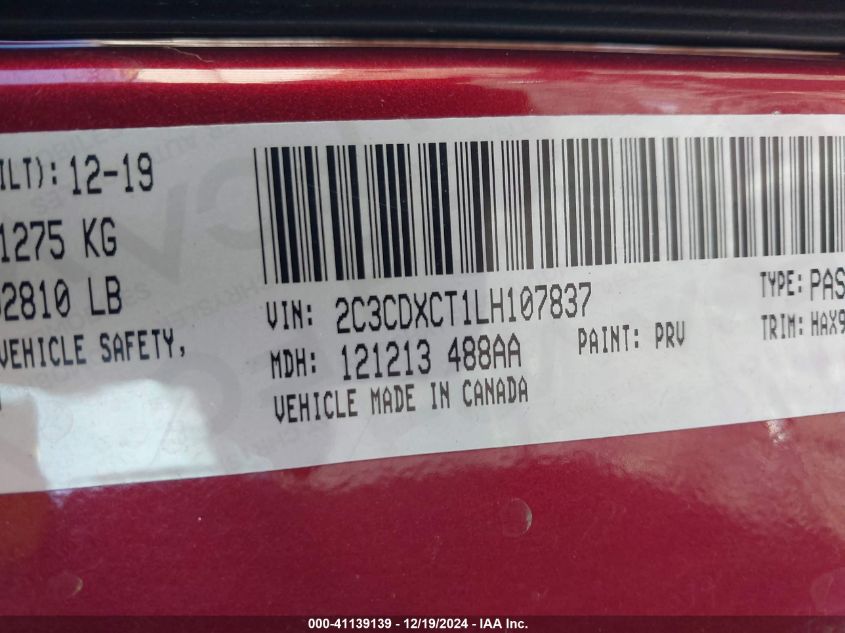 ILT): 12-19
1275 KG
2810 LB
VEHICLE SAFETY,
VIN: 2C3CDXCT1LH107837
TYPE: PAS
MDH: 121213 488AA
PAINT: PRV
TRIM: HAX9
VEHICLE MADE IN CANADA
000-41139139 - 12/19/2024 - IAA Inc.